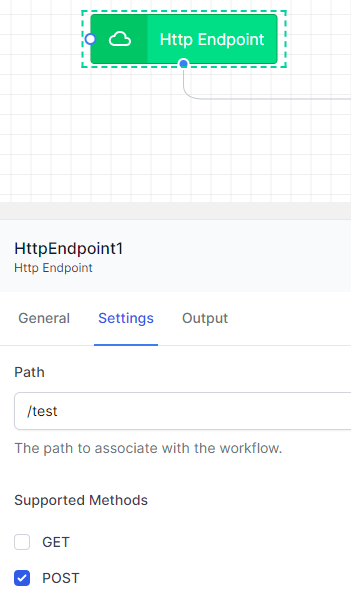 Http Endpoint
HttpEndpoint1
Http Endpoint
General Settings Output
Path
/test
The path to associate with the workflow.
Supported Methods
GET
POST